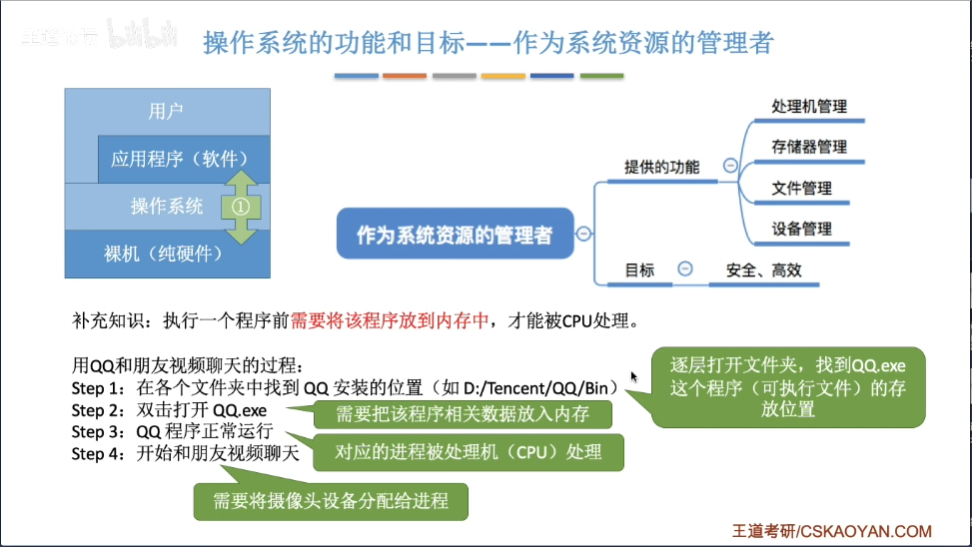 操作系统的功能和目标——作为系统资源的管理者
用户
应用程序（软件）
操作系统
①
裸机（纯硬件）
作为系统资源的管理者
提供的功能
处理机管理
存储器管理
文件管理
设备管理
目标
安全、高效
补充知识：执行一个程序前需要将该程序放到内存中，才能被CPU处理。
用QQ和朋友视频聊天的过程：
Step 1：在各个文件夹中找到 QQ 安装的位置（如 D:/Tencent/QQ/Bin）
Step 2：双击打开 QQ.exe
Step 3：QQ 程序正常运行
Step 4：开始和朋友视频聊天
逐层打开文件夹，找到QQ.exe
这个程序（可执行文件）的存
放位置
需要把该程序相关数据放入内存
对应的进程被处理机（CPU）处理
需要将摄像头设备分配给进程
王道考研/CSKAOYAN.COM